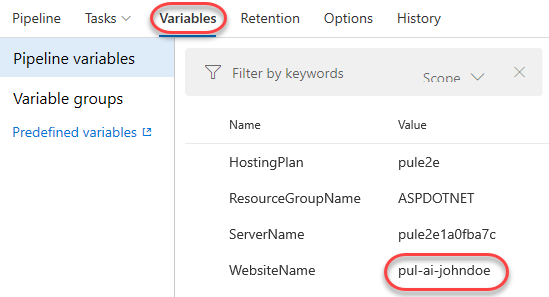 Pipeline Tasks Variables Retention Options History
Pipeline variables
Variable groups
Predefined variables
Filter by keywords Scope
Name Value
HostingPlan pule2e
ResourceGroupName ASPDOTNET
ServerName pule2e1a0fba7c
WebsiteName pul-ai-johndoe